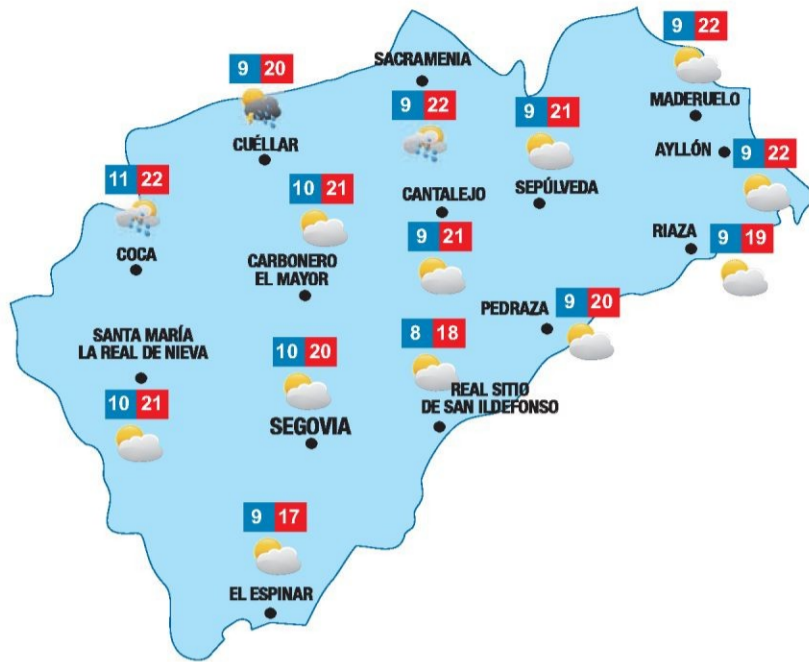 9 22
SACRAMENIA
9 20
MADERUELO
9 22
9 21
CUÉLLAR
AYLLÓN
9 22
11 22
10 21
CANTALEJO
SEPÚLVEDA
COCA
CARBONERO
EL MAYOR
9 21
RIAZA
9 19
SANTA MARÍA
LA REAL DE NIEVA
PEDRAZA
9 20
10 20
8 18
REAL SITIO
DE SAN ILDEFONSO
10 21
SEGOVIA
9 17
EL ESPINAR